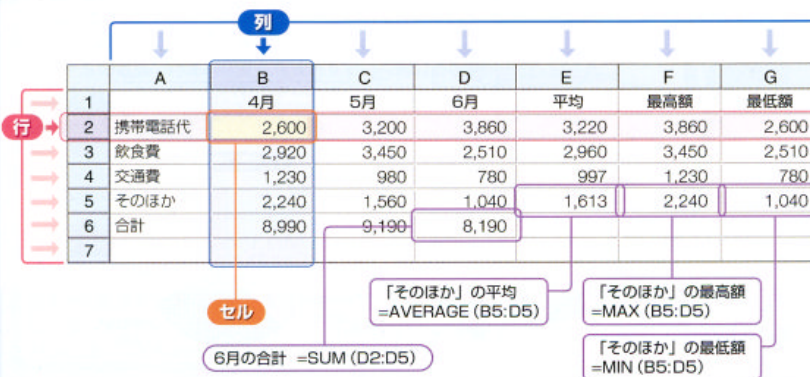 列
A B C D E F G
1 4月 5月 6月 平均 最高額 最低額
行
2 携帯電話代 2,600 3,200 3,860 3,220 3,860 2,600
3 飲食費 2,920 3,450 2,510 2,960 3,450 2,510
4 交通費 1,230 980 780 997 1,230 780
5 そのほか 2,240 1,560 1,040 1,613 2,240 1,040
6 合計 8,990 9,190 8,190
7
セル
「そのほか」の平均
=AVERAGE(B5:D5)
「そのほか」の最高額
=MAX(B5:D5)
6月の合計 =SUM(D2:D5)
「そのほか」の最低額
=MIN(B5:D5)